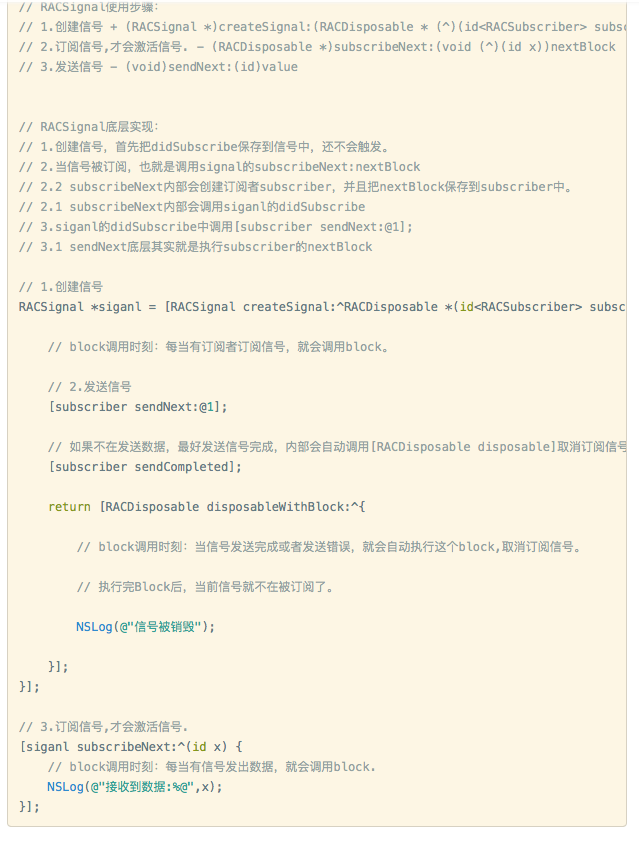 // RACSignal使用步骤:
// 1.创建信号 + (RACSignal *)createSignal:(RACDisposable * (^)(id<RACSubscriber> subsc
// 2.订阅信号,才会激活信号. - (RACDisposable *)subscribeNext:(void (^)(id x))nextBlock
// 3.发送信号 - (void)sendNext:(id)value
// RACSignal底层实现:
// 1.创建信号，首先把didSubscribe保存到信号中，还不会触发。
// 2.当信号被订阅，也就是调用signal的subscribeNext:nextBlock
// 2.2 subscribeNext内部会创建订阅者subscriber，并且把nextBlock保存到subscriber中。
// 2.1 subscribeNext内部会调用siganl的didSubscribe
// 3.siganl的didSubscribe中调用[subscriber sendNext:@1];
// 3.1 sendNext底层其实就是执行subscriber的nextBlock
// 1.创建信号
RACSignal *siganl = [RACSignal createSignal:^RACDisposable *(id<RACSubscriber> subsc
// block调用时刻：每当有订阅者订阅信号，就会调用block。
// 2.发送信号
[subscriber sendNext:@1];
// 如果不在发送数据，最好发送信号完成，内部会自动调用[RACDisposable disposable]取消订阅信号
[subscriber sendCompleted];
return [RACDisposable disposableWithBlock:^{
// block调用时刻：当信号发送完成或者发送错误，就会自动执行这个block,取消订阅信号。
// 执行完Block后，当前信号就不在被订阅了。
NSLog(@"信号被销毁");
}];
}];
// 3.订阅信号,才会激活信号.
[siganl subscribeNext:^(id x) {
// block调用时刻：每当有信号发出数据，就会调用block.
NSLog(@"接收到数据:%@",x);
}];